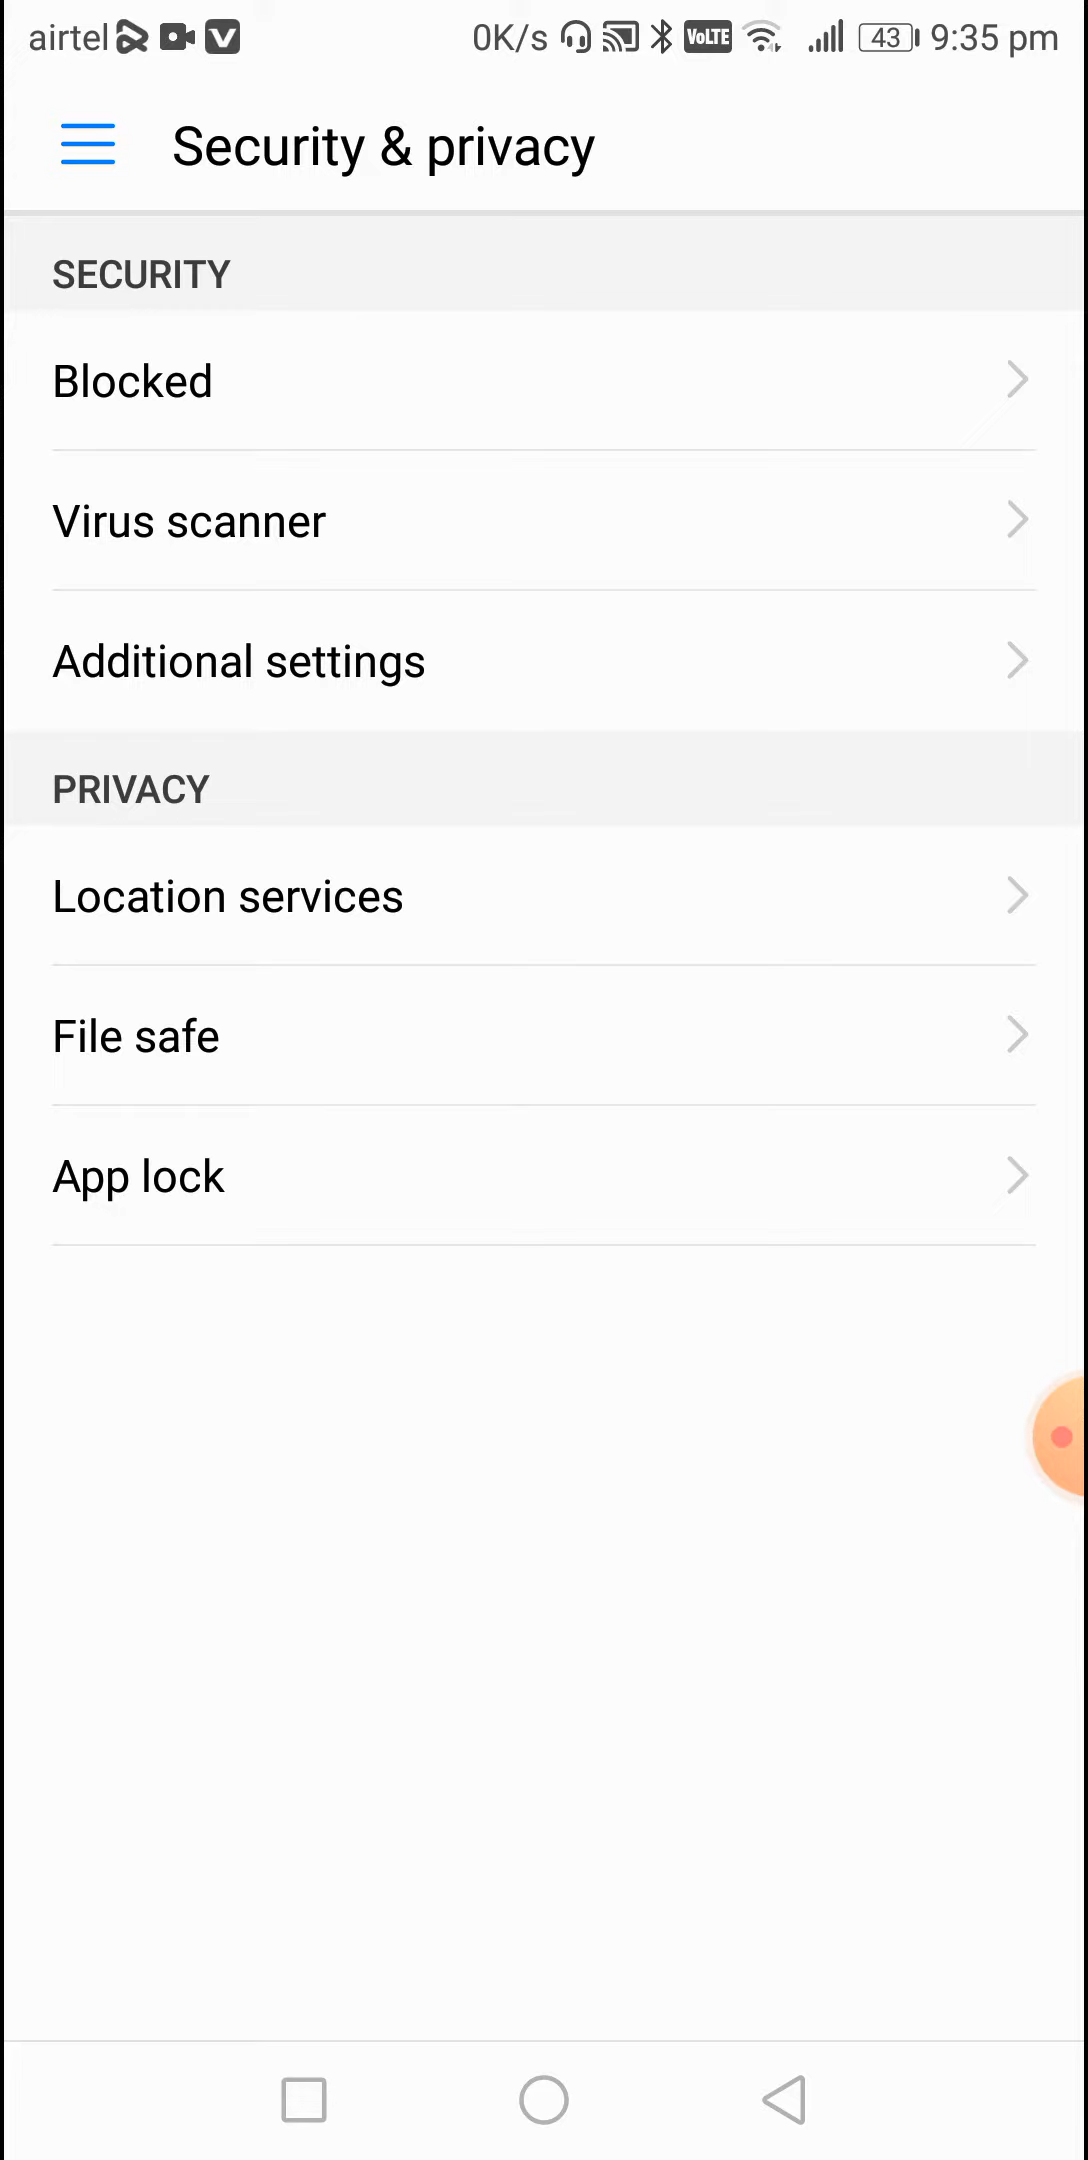 airtel 0K/s VoLTE 43 9:35 pm
Security & privacy
SECURITY
Blocked
Virus scanner
Additional settings
PRIVACY
Location services
File safe
App lock